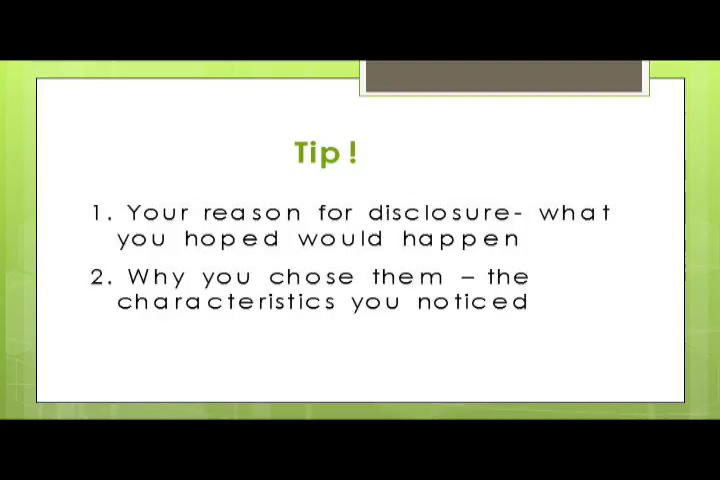 Tip !
1. Your reason for disclosure- what
you hoped would happen
2. Why you chose them – the
characteristics you noticed